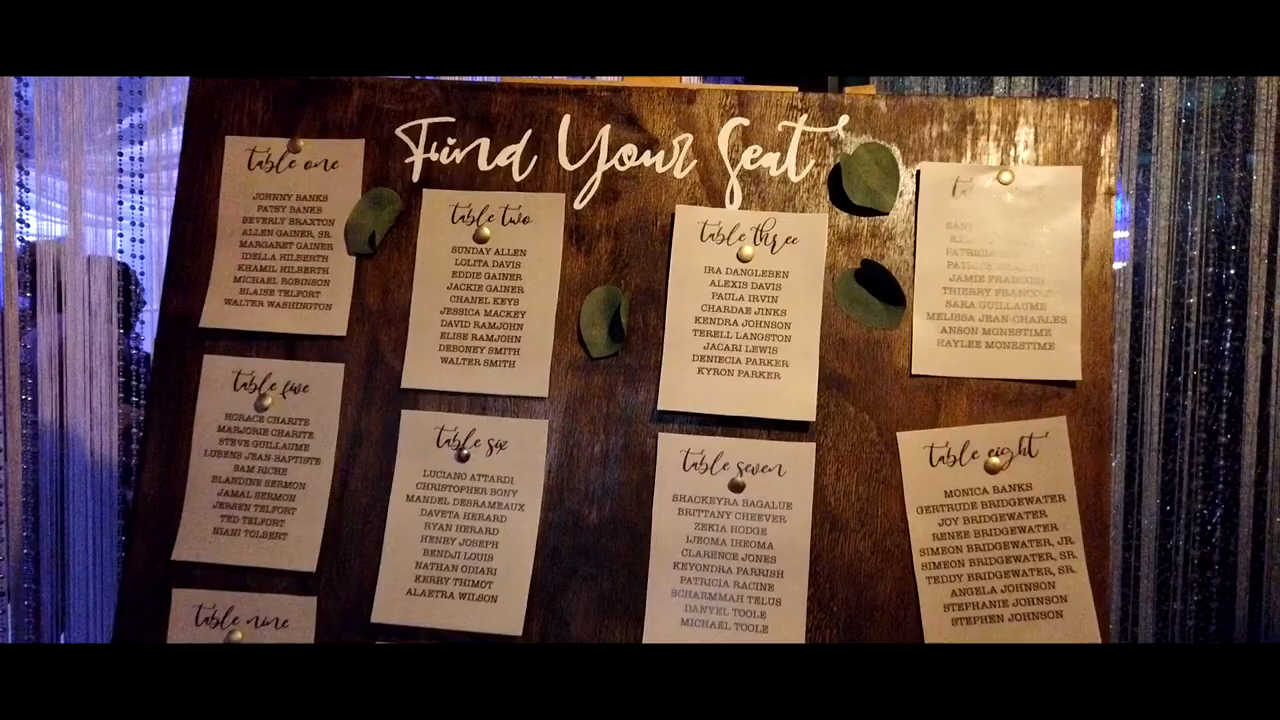 Find Your Seat
table one
JOHNNY BANKS
PATSY BANKS
BEVERLY BRAXTON
ALLEN GAINER, SR.
MARGARET GAINER
IDELLA HILBERTH
KHAMIL HILBERTH
MICHAEL ROBINSON
BLAISE TELFORT
WALTER WASHINGTON
table two
SUNDAY ALLEN
LOLITA DAVIS
EDDIE GAINER
JACKIE GAINER
CHANEL KEYS
JESSICA MACKEY
DAVID RAMJOHN
ELISE RAMJOHN
DEBONEY SMITH
WALTER SMITH
table three
IRA DANGLEBEN
ALEXIS DAVIS
PAULA IRVIN
CHARDAE JINKS
KENDRA JOHNSON
TERELL LANGSTON
JACARI LEWIS
DENIECIA PARKER
KYRON PARKER
JAMIE FRANCOIS
THIERRY FRANCOIS
SARA GUILLAUME
MELISSA JEAN-CHARLES
ANSON MONESTIME
HAYLEE MONESTIME
table five
HORACE CHARITE
MARJORIE CHARITE
STEVE GUILLAUME
LUBENS JEAN-BAPTISTE
SAM RICHE
BLANDINE SERMON
JAMAL SERMON
JERSEN TELFORT
TED TELFORT
NIANI TOLBERT
table six
LUCIANO ATTARDI
CHRISTOPHER BONY
MANDEL DESRAMEAUX
DAVETA HERARD
RYAN HERARD
HENRY JOSEPH
BENDJI LOUIS
NATHAN ODIARI
KERRY THIMOT
ALAETRA WILSON
table seven
SHACKEYRA BAGALUE
BRITTANY CHEEVER
ZEKIA HODGE
IJEOMA IHEOMA
CLARENCE JONES
KEYONDRA PARRISH
PATRICIA RACINE
SCHARMMAH TELUS
DANYEL TOOLE
MICHAEL TOOLE
table eight
MONICA BANKS
GERTRUDE BRIDGEWATER
JOY BRIDGEWATER
RENEE BRIDGEWATER
SIMEON BRIDGEWATER, JR.
SIMEON BRIDGEWATER, SR.
TEDDY BRIDGEWATER, SR.
ANGELA JOHNSON
STEPHANIE JOHNSON
STEPHEN JOHNSON
table nine